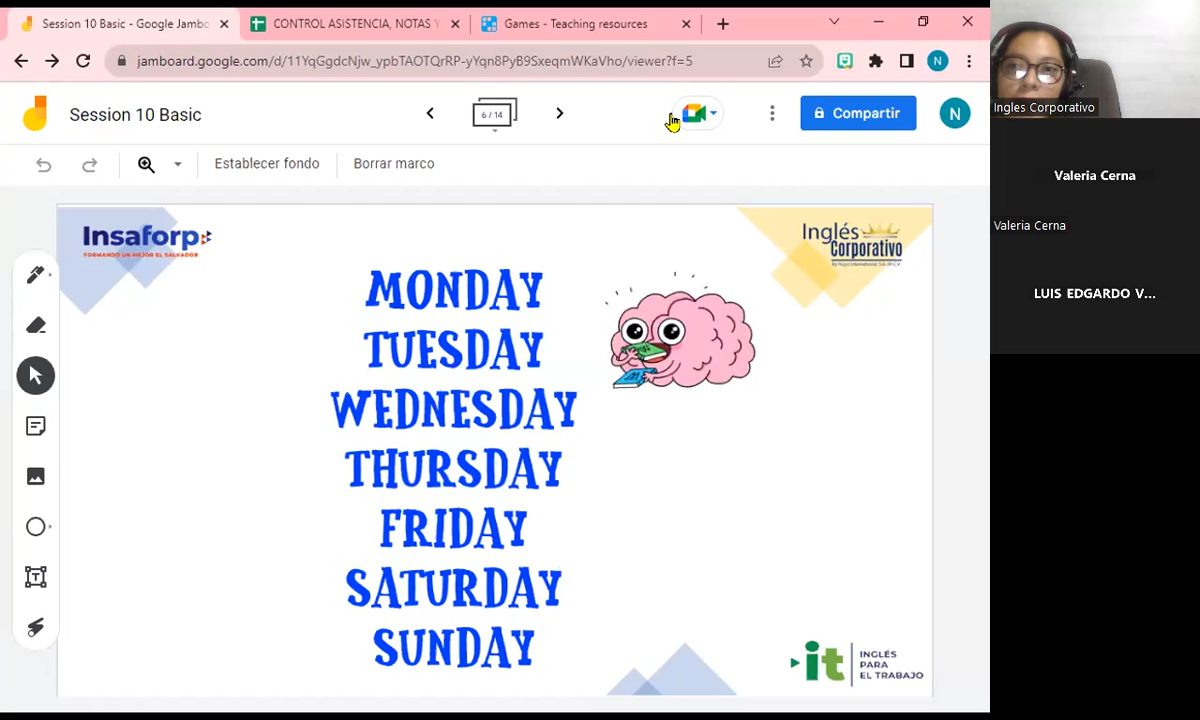 Session 10 Basic - Google Jambo
CONTROL ASISTENCIA, NOTAS Y
Games - Teaching resources
jamboard.google.com/d/11YqGgdcNjw_ypbTAOTQrRP-yYqn8PyB9SxeqmWKaVho/viewer?f=5
N
Session 10 Basic
6 / 14
Compartir
N
Establecer fondo
Borrar marco
Insaforp
FORMANDO UN MEJOR EL SALVADOR
Inglés
Corporativo
MONDAY
TUESDAY
WEDNESDAY
THURSDAY
FRIDAY
SATURDAY
SUNDAY
it
INGLÉS
PARA
EL TRABAJO
Ingles Corporativo
Valeria Cerna
Valeria Cerna
LUIS EDGARDO V...